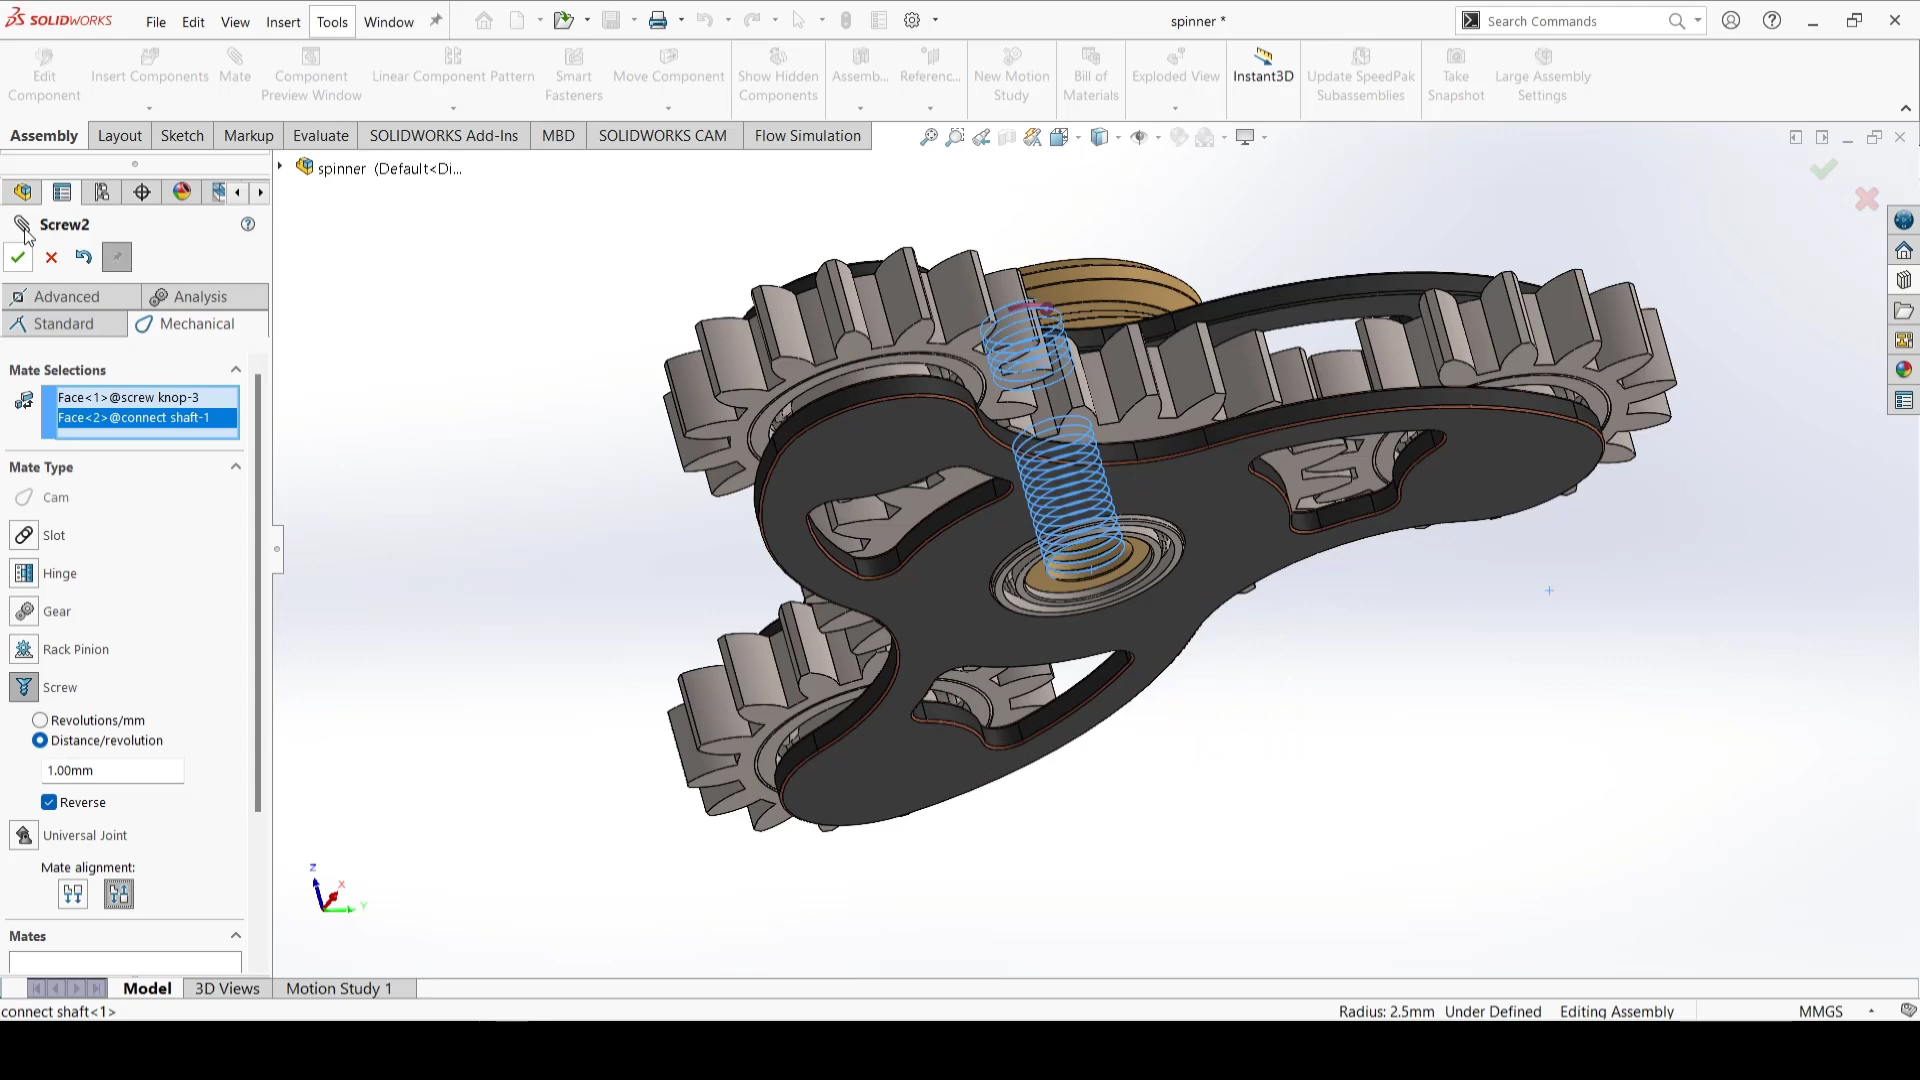 SOLIDWORKS File Edit View Insert Tools Window spinner * Search Commands
Edit Component Insert Components Mate Component Preview Window Linear Component Pattern Smart Fasteners Move Component Show Hidden Components Assemb... Referenc... New Motion Study Bill of Materials Exploded View Instant3D Update SpeedPak Subassemblies Take Snapshot Large Assembly Settings
Assembly Layout Sketch Markup Evaluate SOLIDWORKS Add-Ins MBD SOLIDWORKS CAM Flow Simulation
spinner (Default<Di...
Screw2
Advanced Analysis
Standard Mechanical
Mate Selections
Face<1>@screw knop-3
Face<2>@connect shaft-1
Mate Type
Cam
Slot
Hinge
Gear
Rack Pinion
Screw
Revolutions/mm
Distance/revolution
1.00mm
Reverse
Universal Joint
Mate alignment:
Z
X
Y
Mates
Model 3D Views Motion Study 1
connect shaft<1> Radius: 2.5mm Under Defined Editing Assembly MMGS